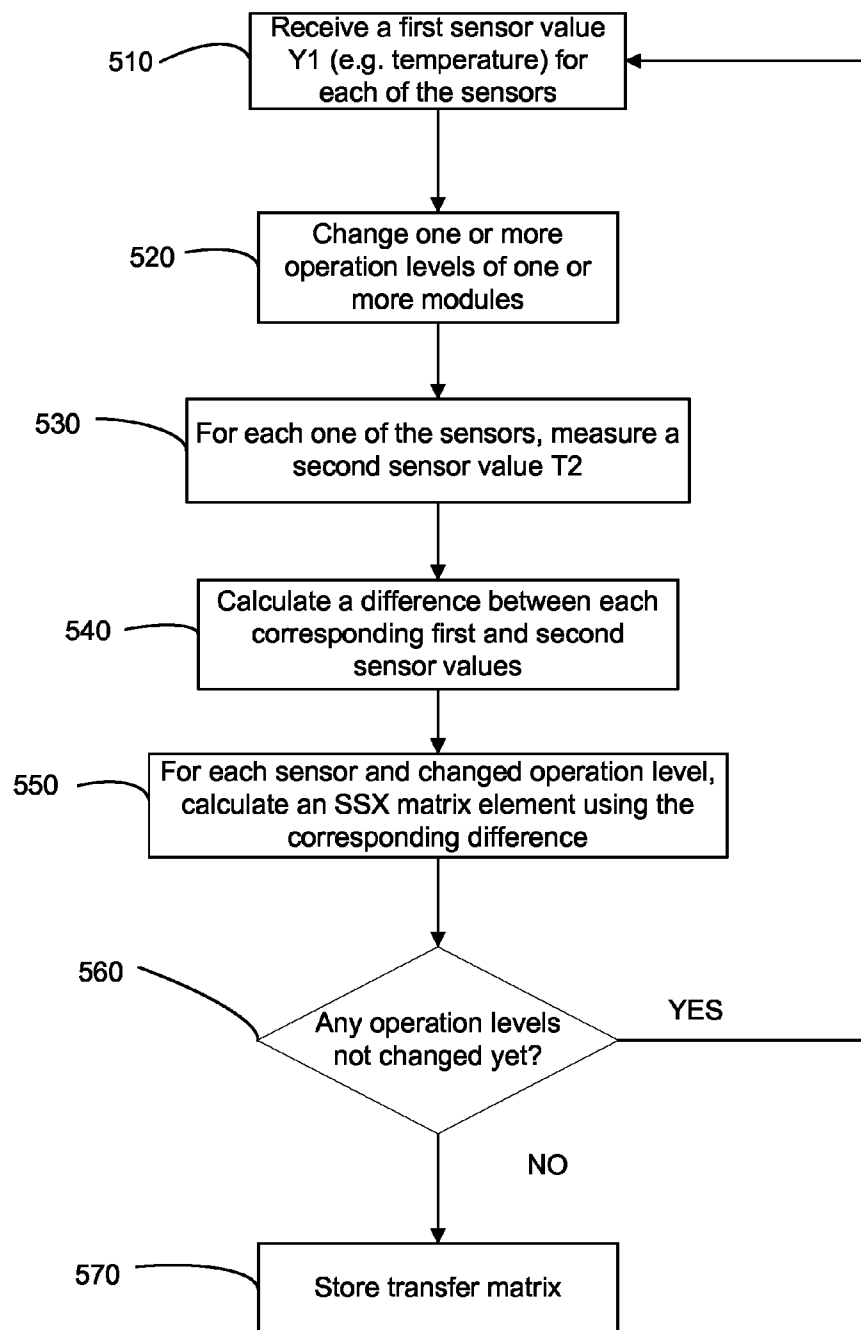 510
Receive a first sensor value
Y1 (e.g. temperature) for
each of the sensors
520
Change one or more
operation levels of one or
more modules
530
For each one of the sensors, measure a
second sensor value T2
540
Calculate a difference between each
corresponding first and second
sensor values
550
For each sensor and changed operation level,
calculate an SSX matrix element using the
corresponding difference
560
Any operation levels
not changed yet?
YES
NO
570
Store transfer matrix